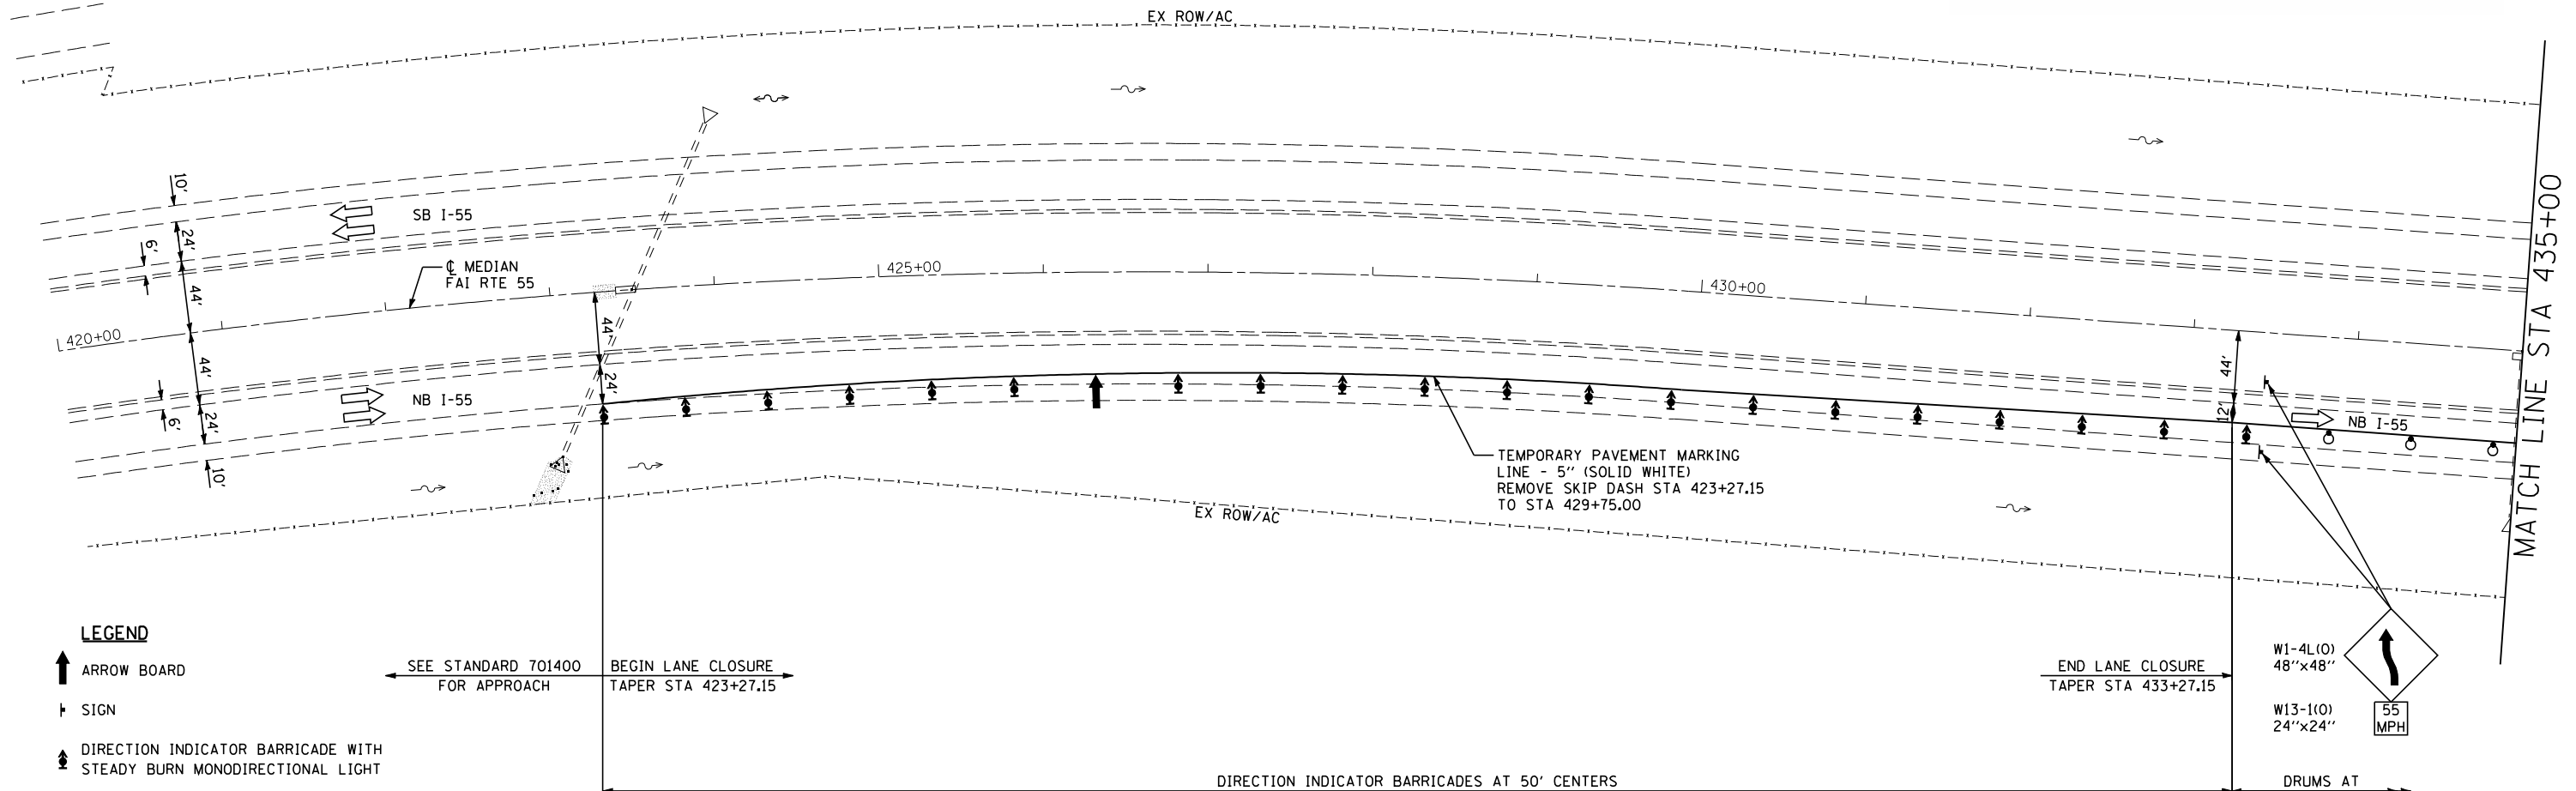 EX ROW/AC
10'
24'
6'
44'
44'
6'
24'
10'
SB I-55
℄ MEDIAN
FAI RTE 55
420+00
425+00
430+00
44'
24'
NB I-55
44'
12'
NB I-55
TEMPORARY PAVEMENT MARKING
LINE - 5" (SOLID WHITE)
REMOVE SKIP DASH STA 423+27.15
TO STA 429+75.00
EX ROW/AC
MATCH LINE STA 435+00
LEGEND
ARROW BOARD
SIGN
DIRECTION INDICATOR BARRICADE WITH
STEADY BURN MONODIRECTIONAL LIGHT
SEE STANDARD 701400
FOR APPROACH
BEGIN LANE CLOSURE
TAPER STA 423+27.15
END LANE CLOSURE
TAPER STA 433+27.15
W1-4L(O)
48"x48"
W13-1(O)
24"x24"
55
MPH
DIRECTION INDICATOR BARRICADES AT 50' CENTERS
DRUMS AT